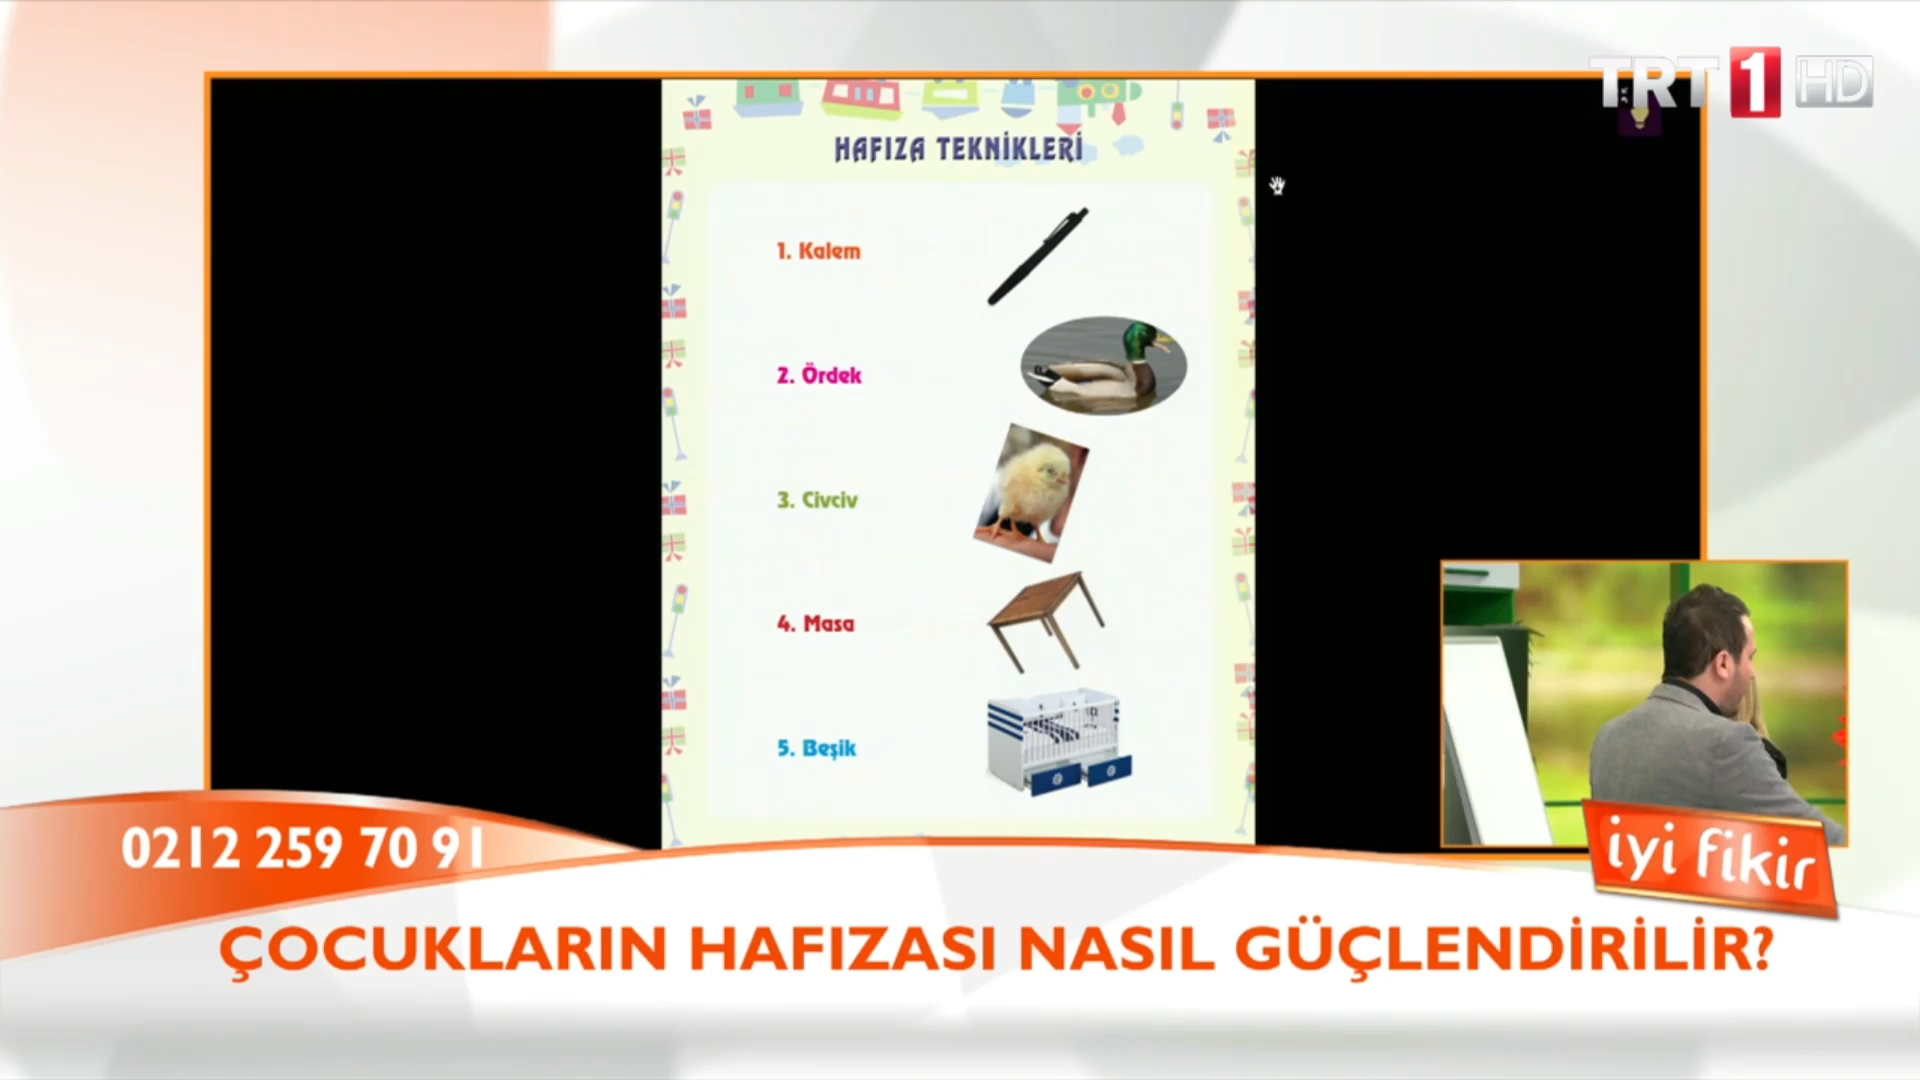 TRT 1 HD
HAFIZA TEKNİKLERİ
1. Kalem
2. Ördek
3. Civciv
4. Masa
5. Beşik
0212 259 70 91
iyi fikir
ÇOCUKLARIN HAFIZASI NASIL GÜÇLENDİRİLİR?